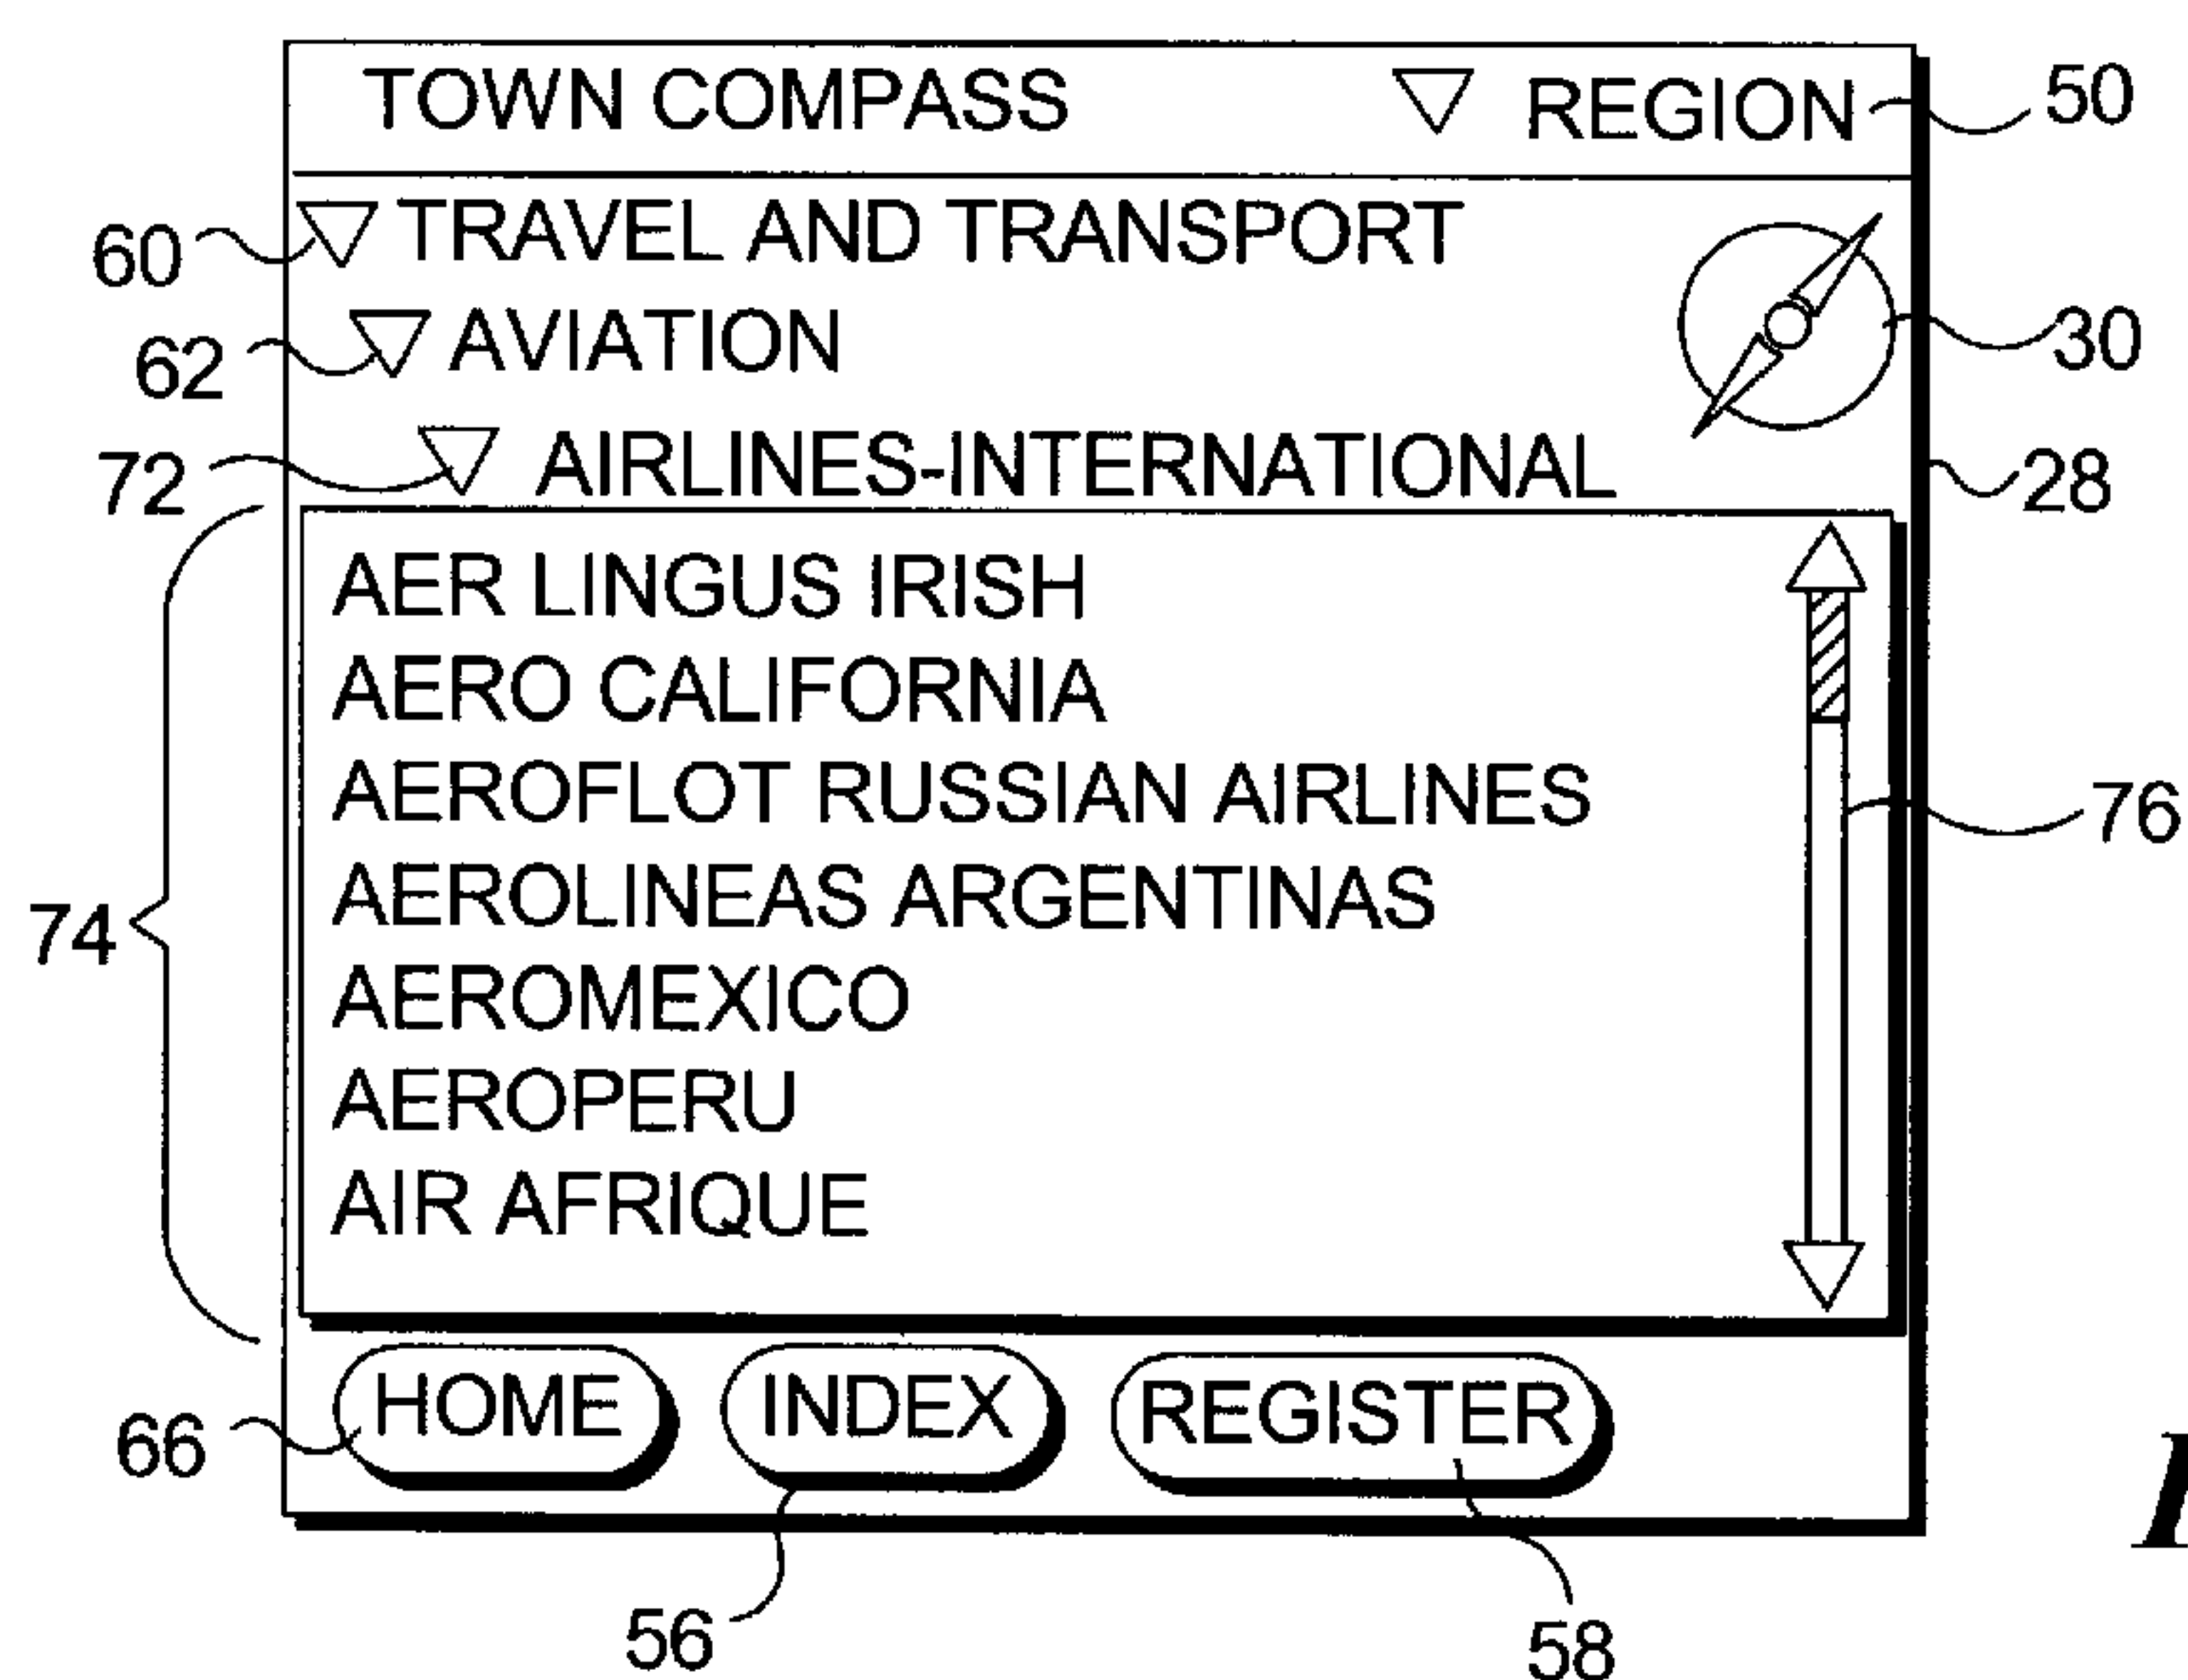 TOWN COMPASS ▽ REGION 50
60 ▽ TRAVEL AND TRANSPORT
62 ▽ AVIATION 30
72 ▽ AIRLINES-INTERNATIONAL 28
AER LINGUS IRISH
AERO CALIFORNIA
AEROFLOT RUSSIAN AIRLINES 76
74 AEROLINEAS ARGENTINAS
AEROMEXICO
AEROPERU
AIR AFRIQUE
66 HOME INDEX REGISTER
56 58